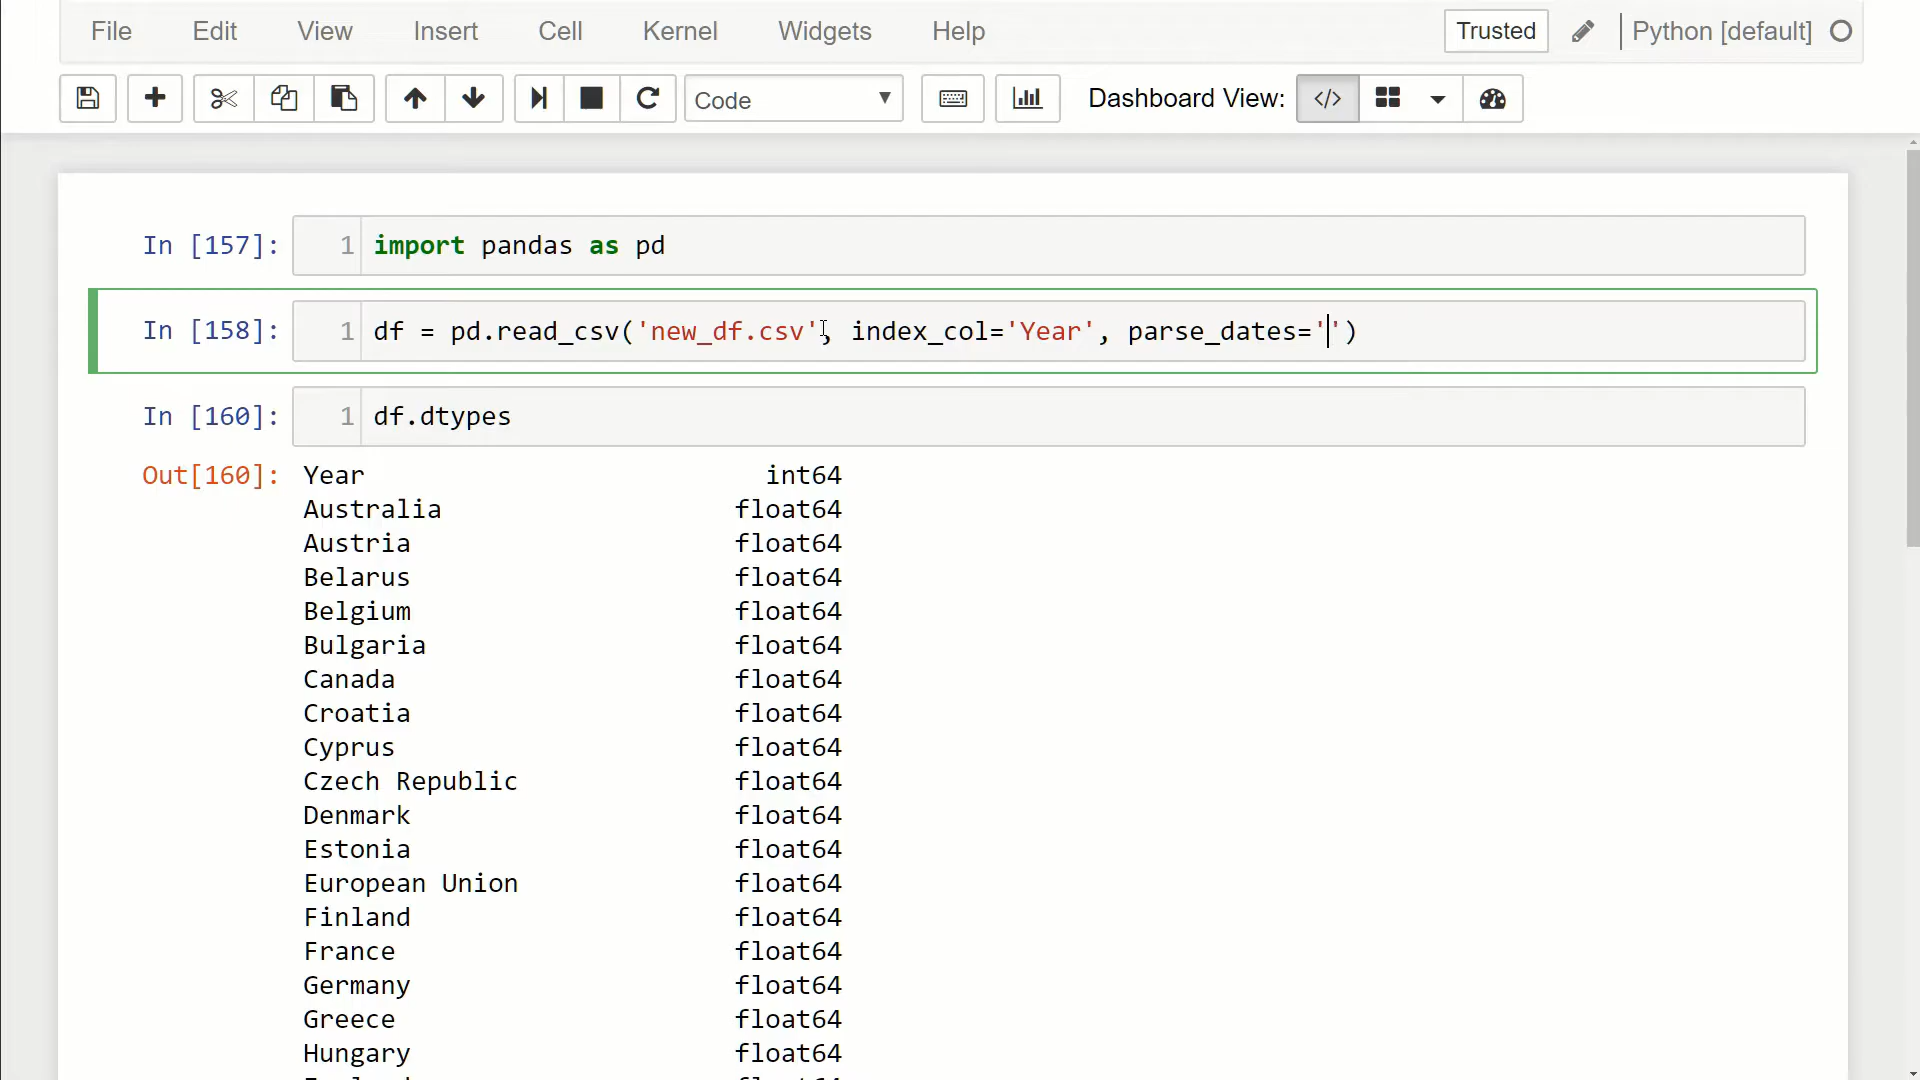 File Edit View Insert Cell Kernel Widgets Help Trusted Python [default]
Code Dashboard View:
In [157]: 1 import pandas as pd
In [158]: 1 df = pd.read_csv('new_df.csv', index_col='Year', parse_dates='')
In [160]: 1 df.dtypes
Out[160]: Year int64
Australia float64
Austria float64
Belarus float64
Belgium float64
Bulgaria float64
Canada float64
Croatia float64
Cyprus float64
Czech Republic float64
Denmark float64
Estonia float64
European Union float64
Finland float64
France float64
Germany float64
Greece float64
Hungary float64